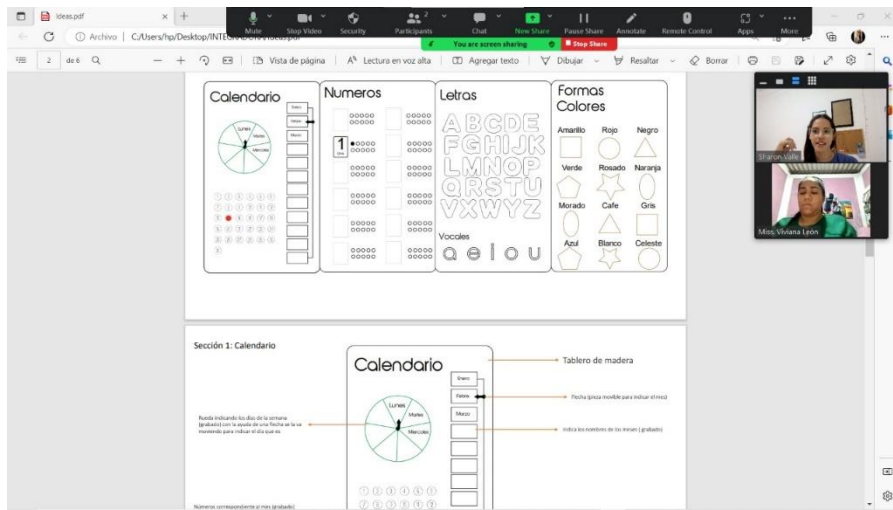 Ideas.pdf
Mute
Stop Video
Security
Participants
2
Chat
New Share
Pause Share
Annotate
Remote Control
Apps
More
You are screen sharing
Stop Share
Archivo
C:/Users/hp/Desktop/
2
de 6
Vista de página
Lectura en voz alta
Agregar texto
Dibujar
Resaltar
Borrar
Calendario
Enero
Febrero
Marzo
Lunes
Martes
Miercoles
Numeros
1
Letras
ABCDE
FGHIJK
LMNOP
QRSTU
VXWYZ
Vocales
a e i o u
Formas
Colores
Amarillo Rojo Negro
Verde Rosado Naranja
Morado Cafe Gris
Azul Blanco Celeste
Sharon Valle
Miss. Viviana León
Sección 1: Calendario
Calendario
Enero
Febrero
Marzo
Lunes
Martes
Miercoles
Tablero de madera
Flecha (pieza movible para indicar el mes)
Indica los nombres de los meses ( grabado)
Rueda indicando los días de la semana
(grabado) con la ayuda de una flecha se la va
moviendo para indicar el día que es
Números correspondiente al mes (grabado)